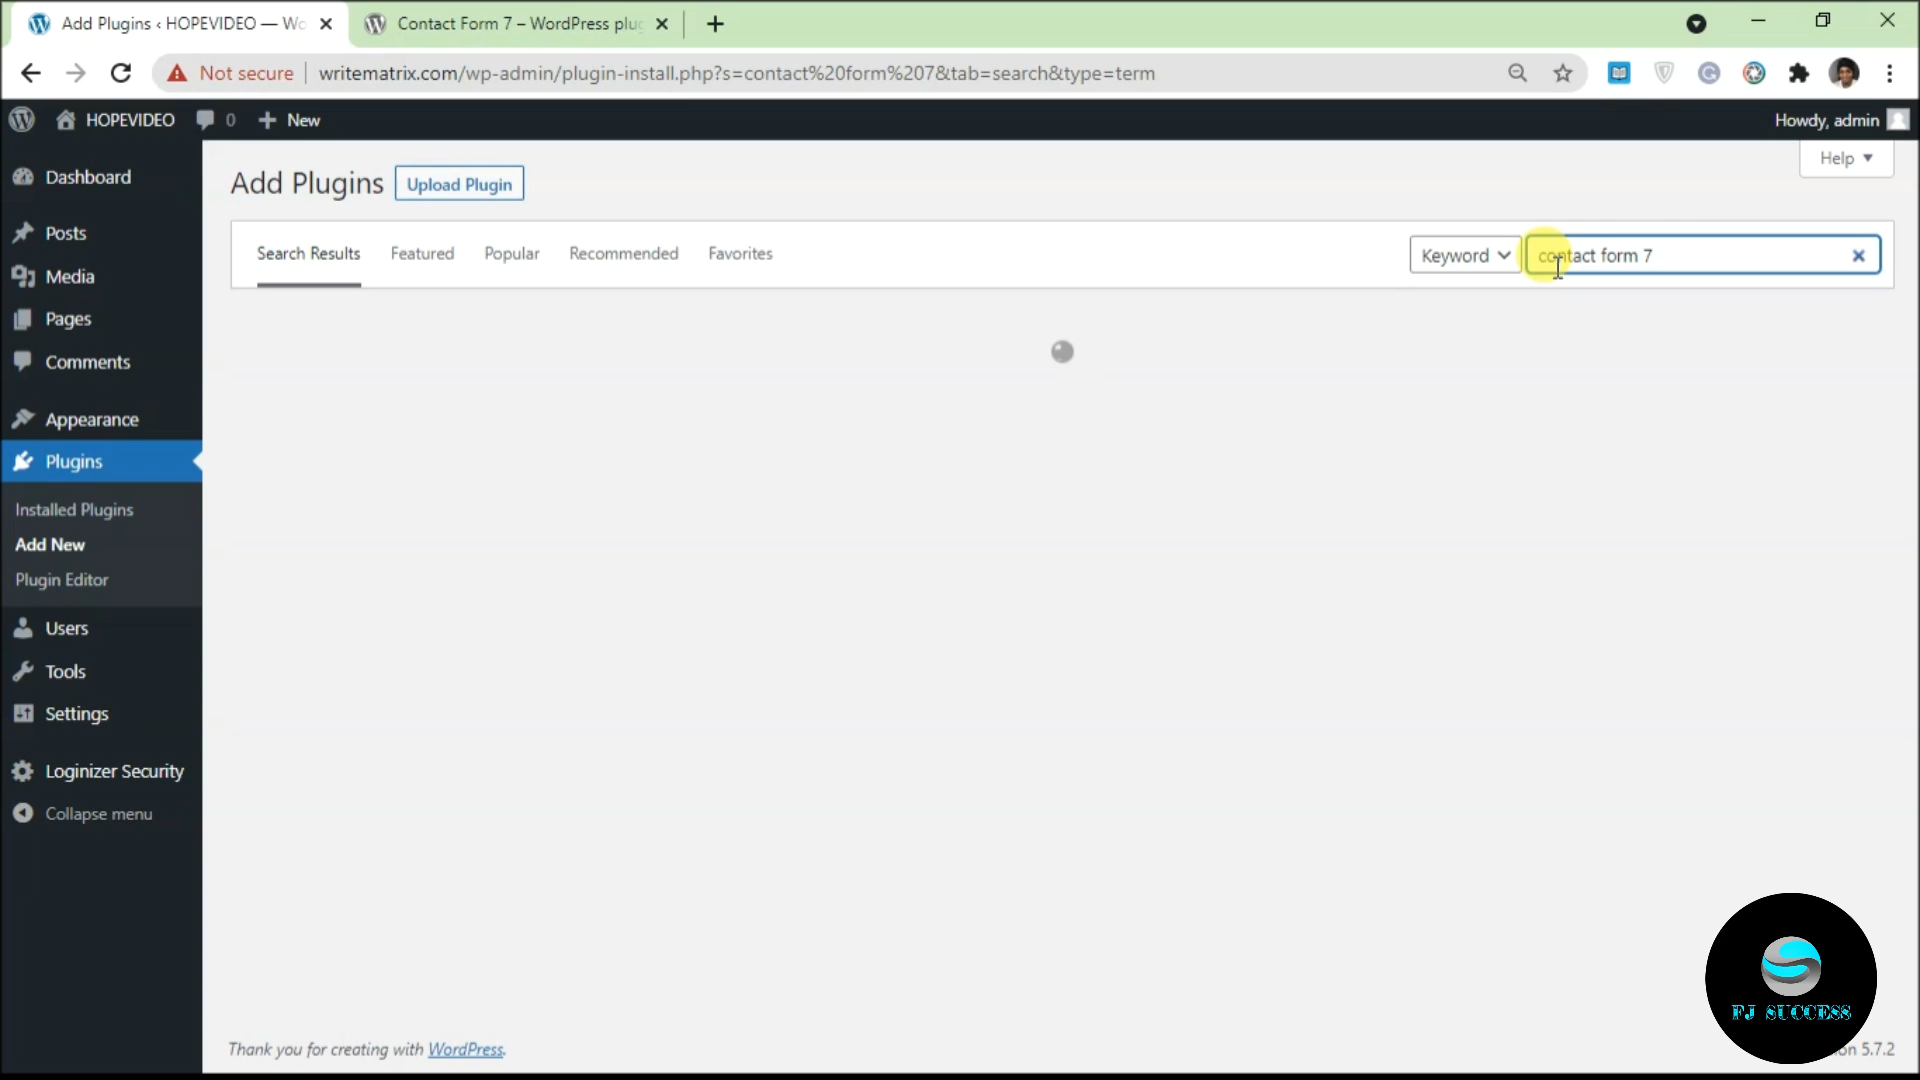 Add Plugins ‹ HOPEVIDEO — Wo
Contact Form 7 – WordPress plug
Not secure
writematrix.com/wp-admin/plugin-install.php?s=contact%20form%207&tab=search&type=term
HOPEVIDEO
0
New
Howdy, admin
Help
Dashboard
Posts
Media
Pages
Comments
Appearance
Plugins
Installed Plugins
Add New
Plugin Editor
Users
Tools
Settings
Loginizer Security
Collapse menu
Add Plugins
Upload Plugin
Search Results
Featured
Popular
Recommended
Favorites
Keyword
contact form 7
Thank you for creating with WordPress.
on 5.7.2
FJ SUCCESS